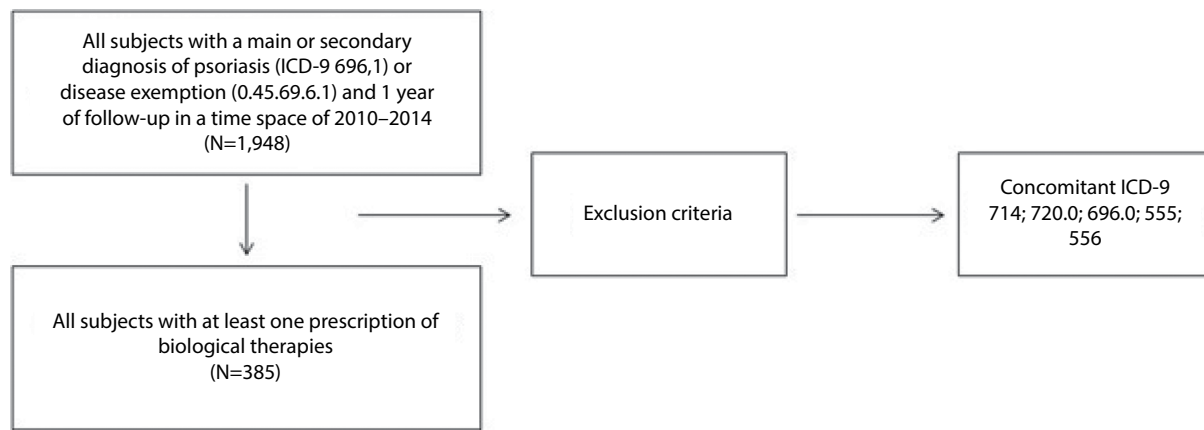 All subjects with a main or secondary
diagnosis of psoriasis (ICD-9 696,1) or
disease exemption (0.45.69.6.1) and 1 year
of follow-up in a time space of 2010–2014
(N=1,948)
Exclusion criteria
Concomitant ICD-9
714; 720.0; 696.0; 555;
556
All subjects with at least one prescription of
biological therapies
(N=385)